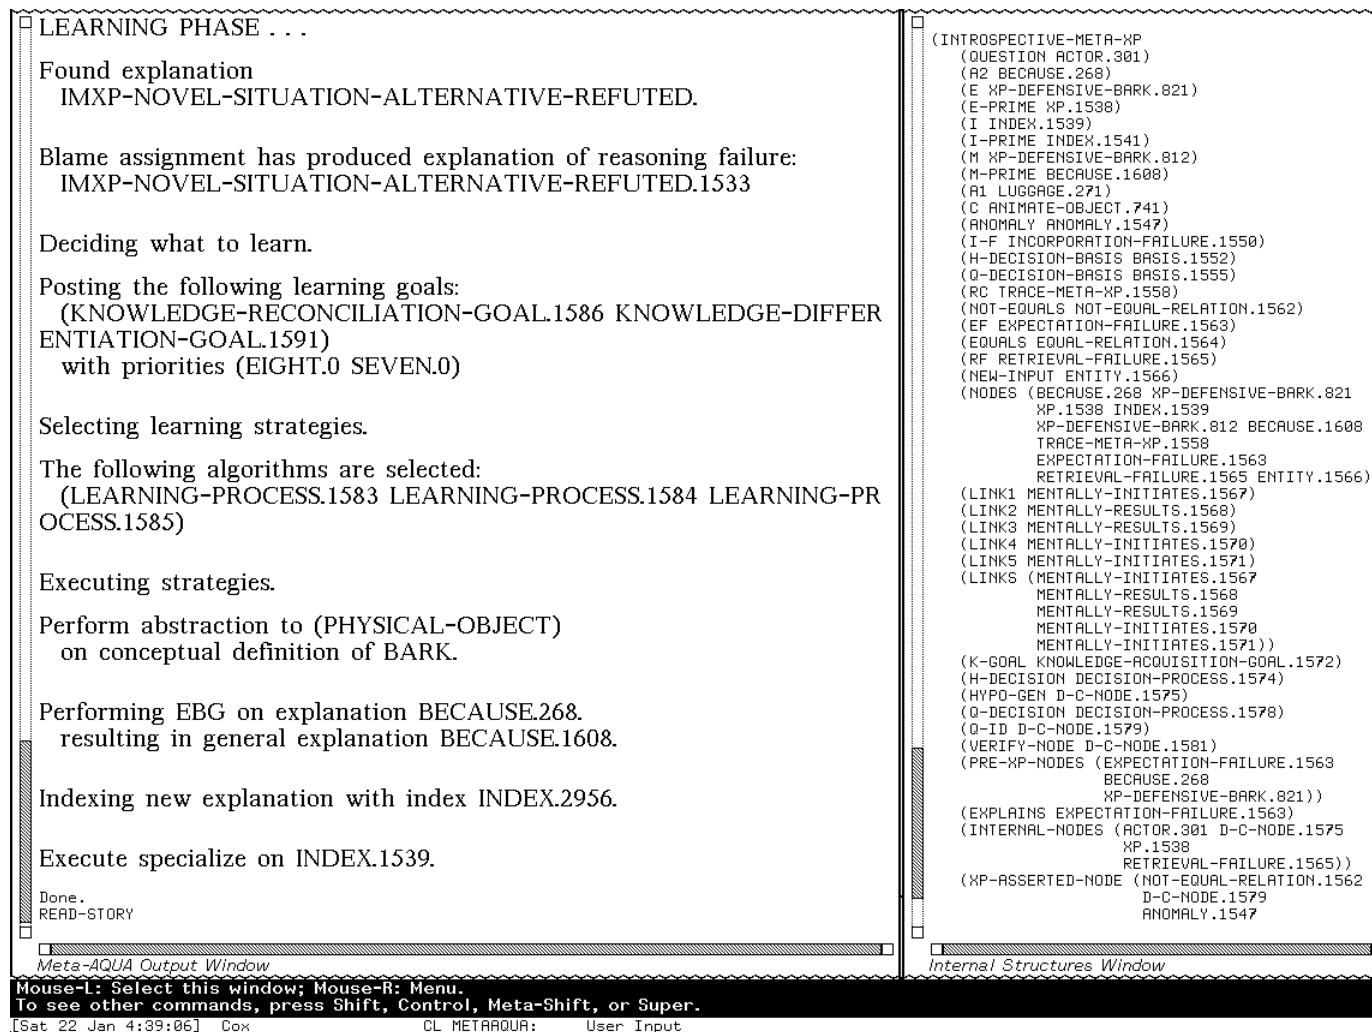 LEARNING PHASE . . .
Found explanation
IMXP-NOVEL-SITUATION-ALTERNATIVE-REFUTED.
Blame assignment has produced explanation of reasoning failure:
IMXP-NOVEL-SITUATION-ALTERNATIVE-REFUTED.1533
Deciding what to learn.
Posting the following learning goals:
(KNOWLEDGE-RECONCILIATION-GOAL.1586 KNOWLEDGE-DIFFER
ENTIATION-GOAL.1591)
with priorities (EIGHT.0 SEVEN.0)
Selecting learning strategies.
The following algorithms are selected:
(LEARNING-PROCESS.1583 LEARNING-PROCESS.1584 LEARNING-PR
OCESS.1585)
Executing strategies.
Perform abstraction to (PHYSICAL-OBJECT)
on conceptual definition of BARK.
Performing EBG on explanation BECAUSE.268.
resulting in general explanation BECAUSE.1608.
Indexing new explanation with index INDEX.2956.
Execute specialize on INDEX.1539.
Done.
READ-STORY
Meta-AQUA Output Window
(INTROSPECTIVE-META-XP
(QUESTION ACTOR.301)
(A2 BECAUSE.268)
(E XP-DEFENSIVE-BARK.821)
(E-PRIME XP.1538)
(I INDEX.1539)
(I-PRIME INDEX.1541)
(M XP-DEFENSIVE-BARK.812)
(M-PRIME BECAUSE.1608)
(A1 LUGGAGE.271)
(C ANIMATE-OBJECT.741)
(ANOMALY ANOMALY.1547)
(I-F INCORPORATION-FAILURE.1550)
(H-DECISION-BASIS BASIS.1552)
(Q-DECISION-BASIS BASIS.1555)
(RC TRACE-META-XP.1558)
(NOT-EQUALS NOT-EQUAL-RELATION.1562)
(EF EXPECTATION-FAILURE.1563)
(EQUALS EQUAL-RELATION.1564)
(RF RETRIEVAL-FAILURE.1565)
(NEW-INPUT ENTITY.1566)
(NODES (BECAUSE.268 XP-DEFENSIVE-BARK.821
XP.1538 INDEX.1539
XP-DEFENSIVE-BARK.812 BECAUSE.1608
TRACE-META-XP.1558
EXPECTATION-FAILURE.1563
RETRIEVAL-FAILURE.1565 ENTITY.1566)
(LINK1 MENTALLY-INITIATES.1567)
(LINK2 MENTALLY-RESULTS.1568)
(LINK3 MENTALLY-RESULTS.1569)
(LINK4 MENTALLY-INITIATES.1570)
(LINK5 MENTALLY-INITIATES.1571)
(LINKS (MENTALLY-INITIATES.1567
MENTALLY-RESULTS.1568
MENTALLY-RESULTS.1569
MENTALLY-INITIATES.1570
MENTALLY-INITIATES.1571))
(K-GOAL KNOWLEDGE-ACQUISITION-GOAL.1572)
(H-DECISION DECISION-PROCESS.1574)
(HYPO-GEN D-C-NODE.1575)
(Q-DECISION DECISION-PROCESS.1578)
(Q-ID D-C-NODE.1579)
(VERIFY-NODE D-C-NODE.1581)
(PRE-XP-NODES (EXPECTATION-FAILURE.1563
BECAUSE.268
XP-DEFENSIVE-BARK.821))
(EXPLAINS EXPECTATION-FAILURE.1563)
(INTERNAL-NODES (ACTOR.301 D-C-NODE.1575
XP.1538
RETRIEVAL-FAILURE.1565))
(XP-ASSERTED-NODE (NOT-EQUAL-RELATION.1562
D-C-NODE.1579
ANOMALY.1547
Internal Structures Window
Mouse-L: Select this window; Mouse-R: Menu.
To see other commands, press Shift, Control, Meta-Shift, or Super.
[Sat 22 Jan 4:39:06] Cox CL METAAQUA: User Input